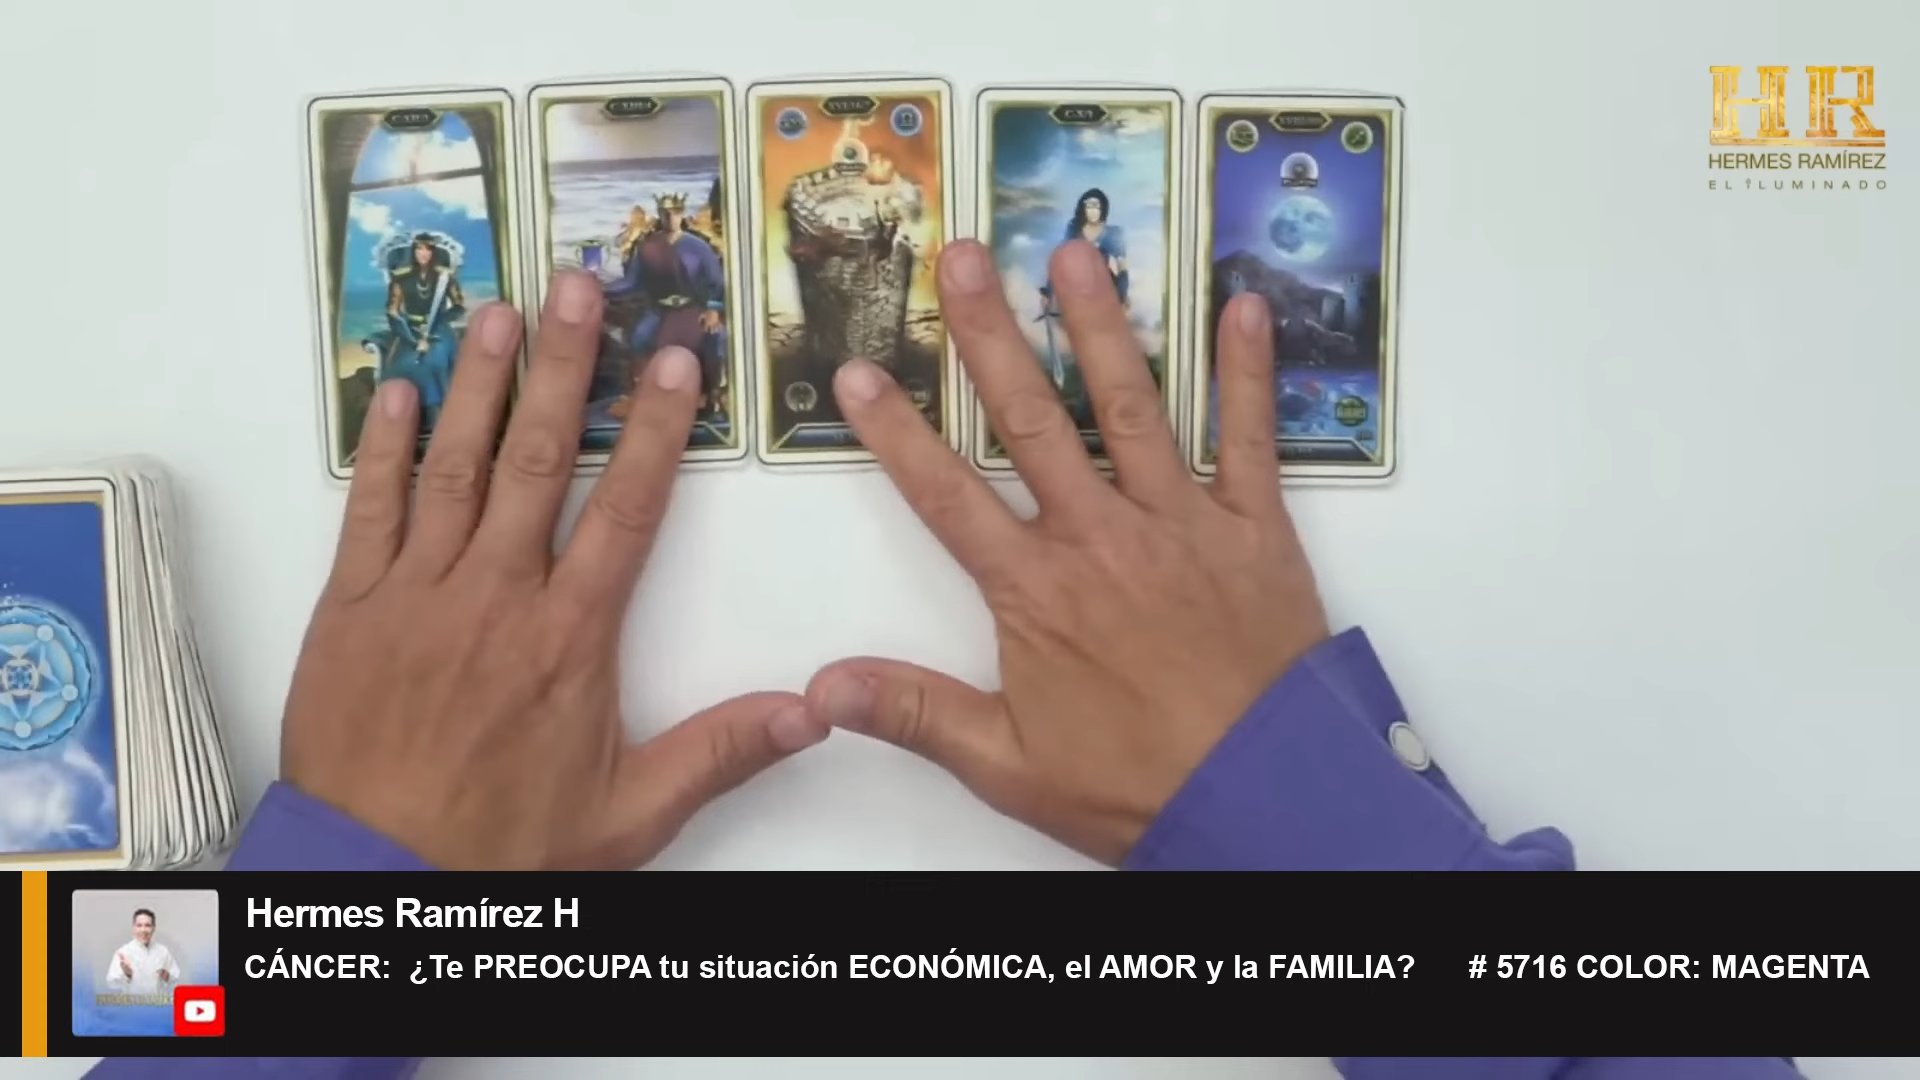 HR
HERMES RAMÍREZ
EL ILUMINADO
Hermes Ramírez H
CÁNCER: ¿Te PREOCUPA tu situación ECONÓMICA, el AMOR y la FAMILIA? # 5716 COLOR: MAGENTA